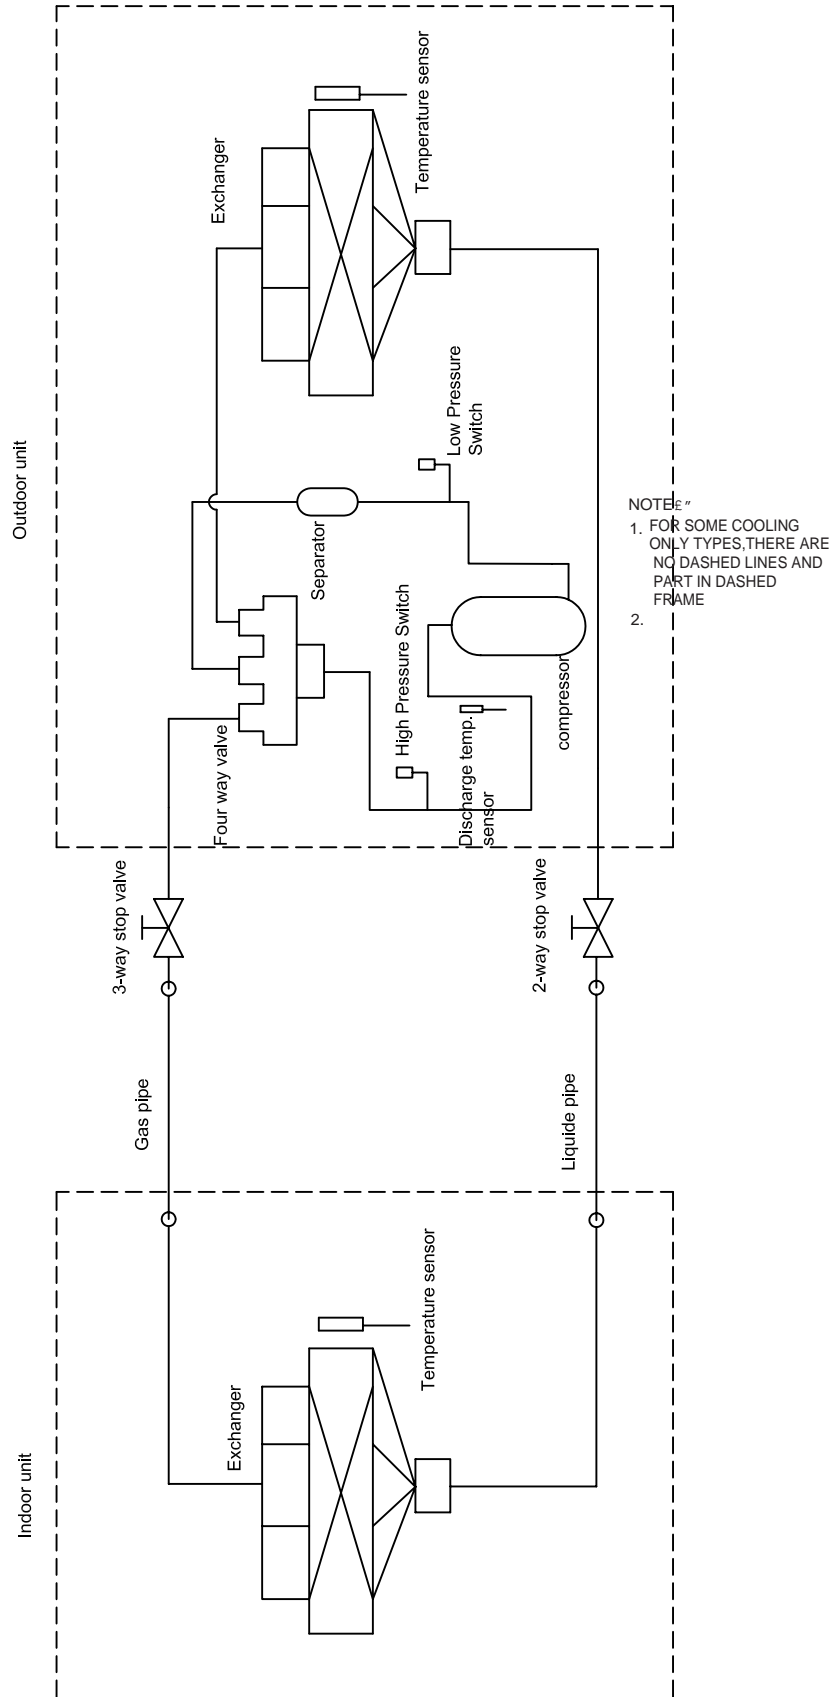 Outdoor unit
Exchanger
Temperature sensor
Low Pressure
Switch
Separator
High Pressure Switch
compressor
Discharge temp.
sensor
Four way valve
NOTE£〃
1. FOR SOME COOLING
ONLY TYPES,THERE ARE
NO DASHED LINES AND
PART IN DASHED
FRAME
2.
3-way stop valve
2-way stop valve
Gas pipe
Liquide pipe
Indoor unit
Exchanger
Temperature sensor